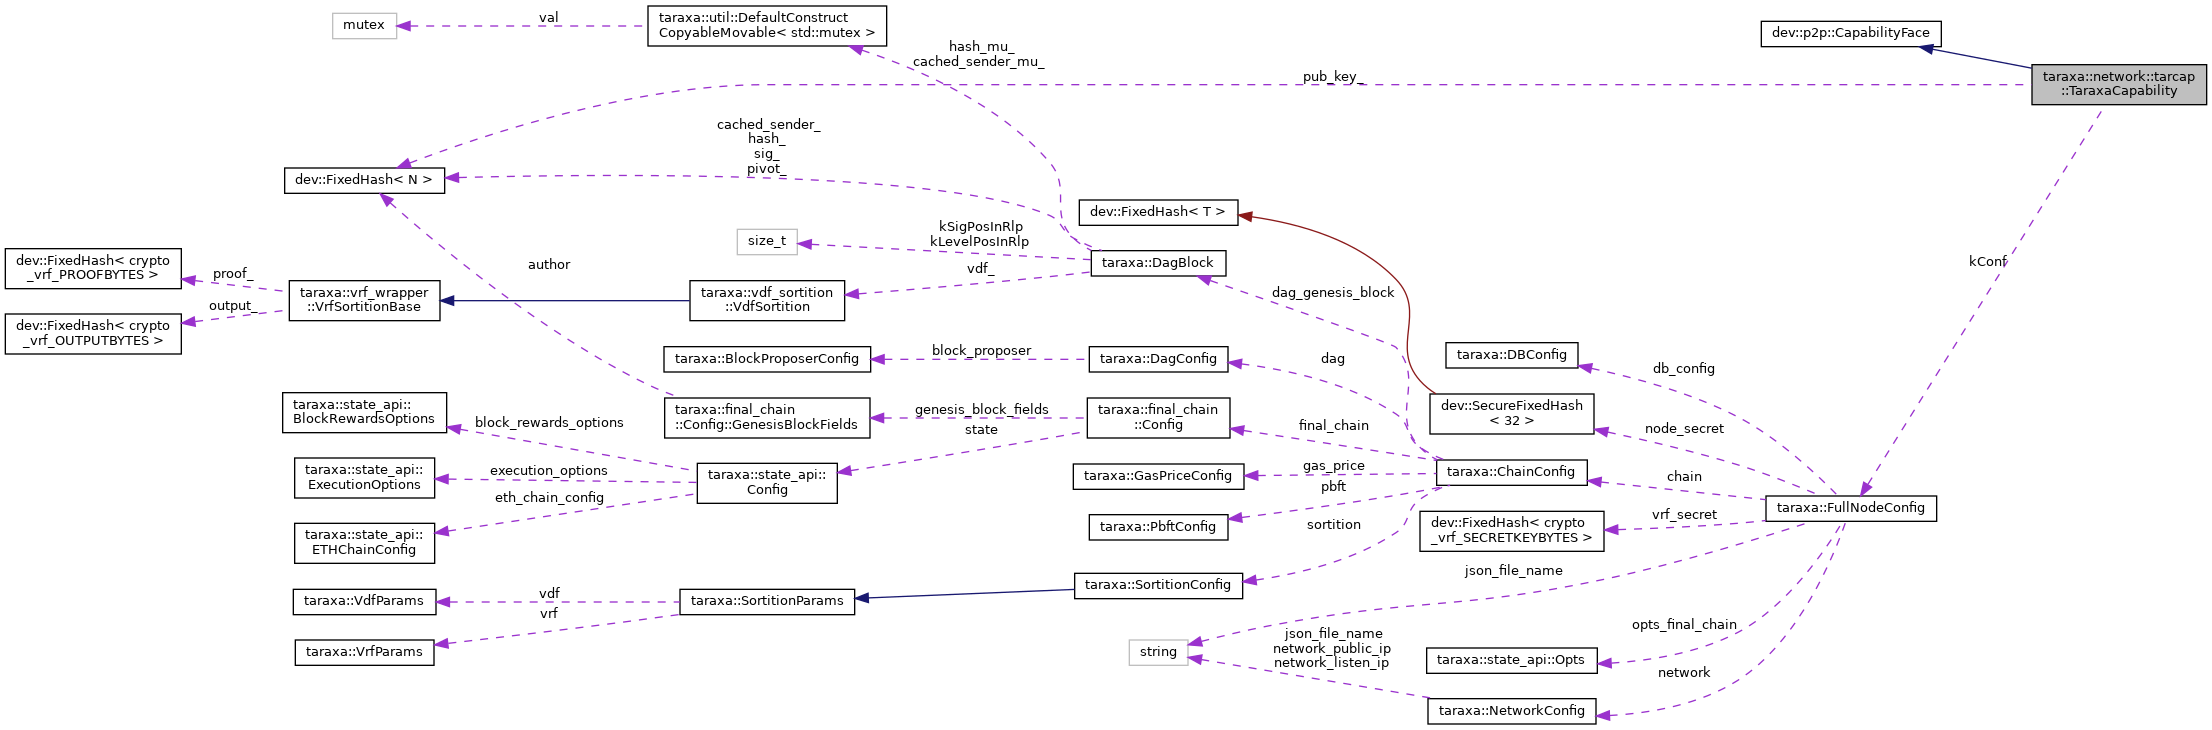 mutex
val
taraxa::util::DefaultConstruct
CopyableMovable< std::mutex >
hash_mu_
cached_sender_mu_
dev::p2p::CapabilityFace
taraxa::network::tarcap
::TaraxaCapability
pub_key_
cached_sender_
hash_
sig_
pivot_
dev::FixedHash< N >
dev::FixedHash< T >
size_t
kSigPosInRlp
kLevelPosInRlp
taraxa::DagBlock
kConf
author
vdf_
dev::FixedHash< crypto
_vrf_PROOFBYTES >
proof_
output_
dev::FixedHash< crypto
_vrf_OUTPUTBYTES >
taraxa::vrf_wrapper
::VrfSortitionBase
taraxa::vdf_sortition
::VdfSortition
dag_genesis_block
taraxa::BlockProposerConfig
block_proposer
taraxa::DagConfig
dag
taraxa::DBConfig
db_config
taraxa::state_api::
BlockRewardsOptions
block_rewards_options
taraxa::final_chain
::Config::GenesisBlockFields
genesis_block_fields
state
taraxa::final_chain
::Config
final_chain
dev::SecureFixedHash
< 32 >
node_secret
taraxa::state_api::
ExecutionOptions
execution_options
eth_chain_config
taraxa::state_api::
Config
taraxa::GasPriceConfig
gas_price
pbft
taraxa::ChainConfig
chain
taraxa::FullNodeConfig
taraxa::state_api::
ETHChainConfig
taraxa::PbftConfig
sortition
dev::FixedHash< crypto
_vrf_SECRETKEYBYTES >
vrf_secret
json_file_name
taraxa::VdfParams
vdf
vrf
taraxa::SortitionParams
taraxa::SortitionConfig
taraxa::VrfParams
string
json_file_name
network_public_ip
network_listen_ip
opts_final_chain
taraxa::state_api::Opts
network
taraxa::NetworkConfig